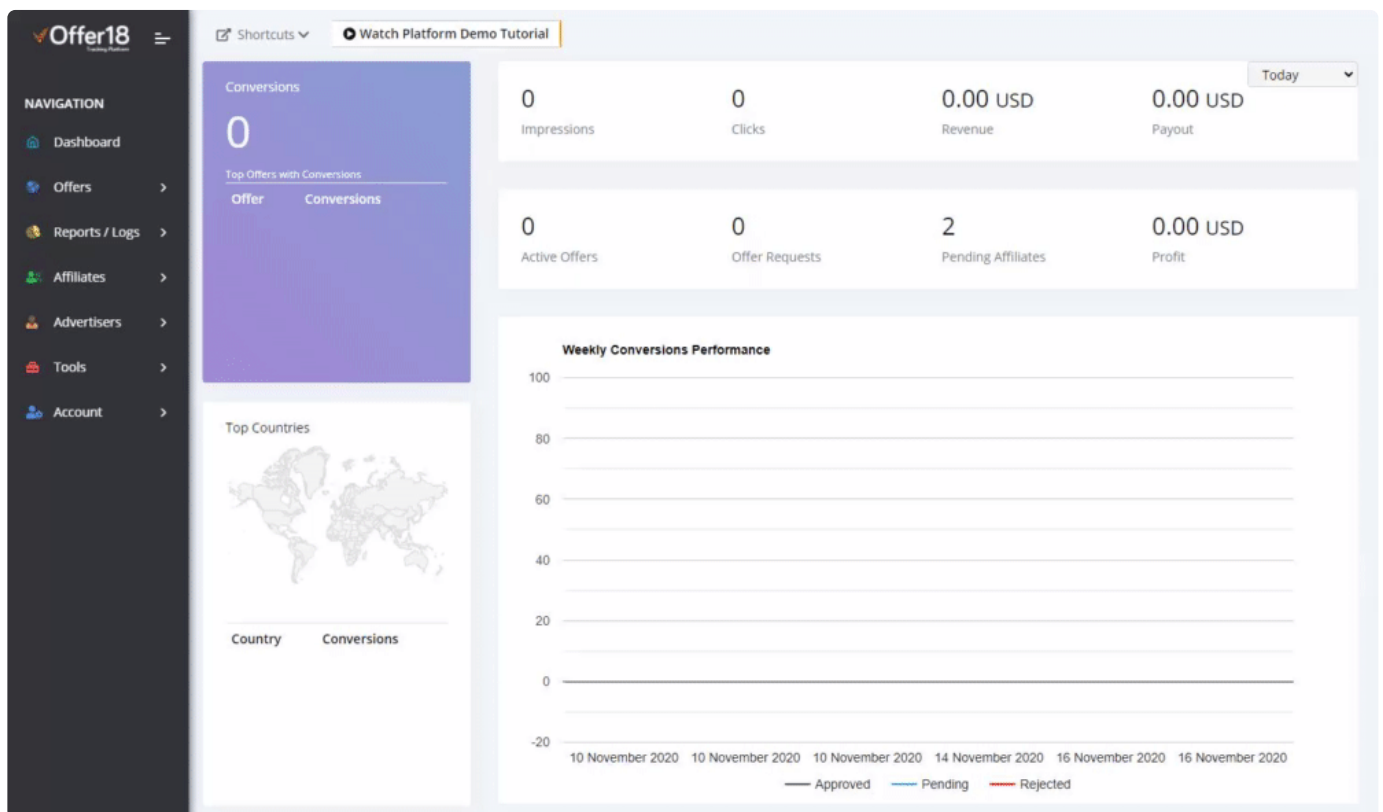 Offer18
Tracking Platform
Shortcuts
Watch Platform Demo Tutorial
NAVIGATION
Dashboard
Offers
Reports / Logs
Affiliates
Advertisers
Tools
Account
Conversions
0
Top Offers with Conversions
Offer Conversions
Today
0 0 0.00 USD 0.00 USD
Impressions Clicks Revenue Payout
0 0 2 0.00 USD
Active Offers Offer Requests Pending Affiliates Profit
Top Countries
Country Conversions
Weekly Conversions Performance
100
80
60
40
20
0
-20
10 November 2020 10 November 2020 10 November 2020 14 November 2020 16 November 2020 16 November 2020
Approved Pending Rejected